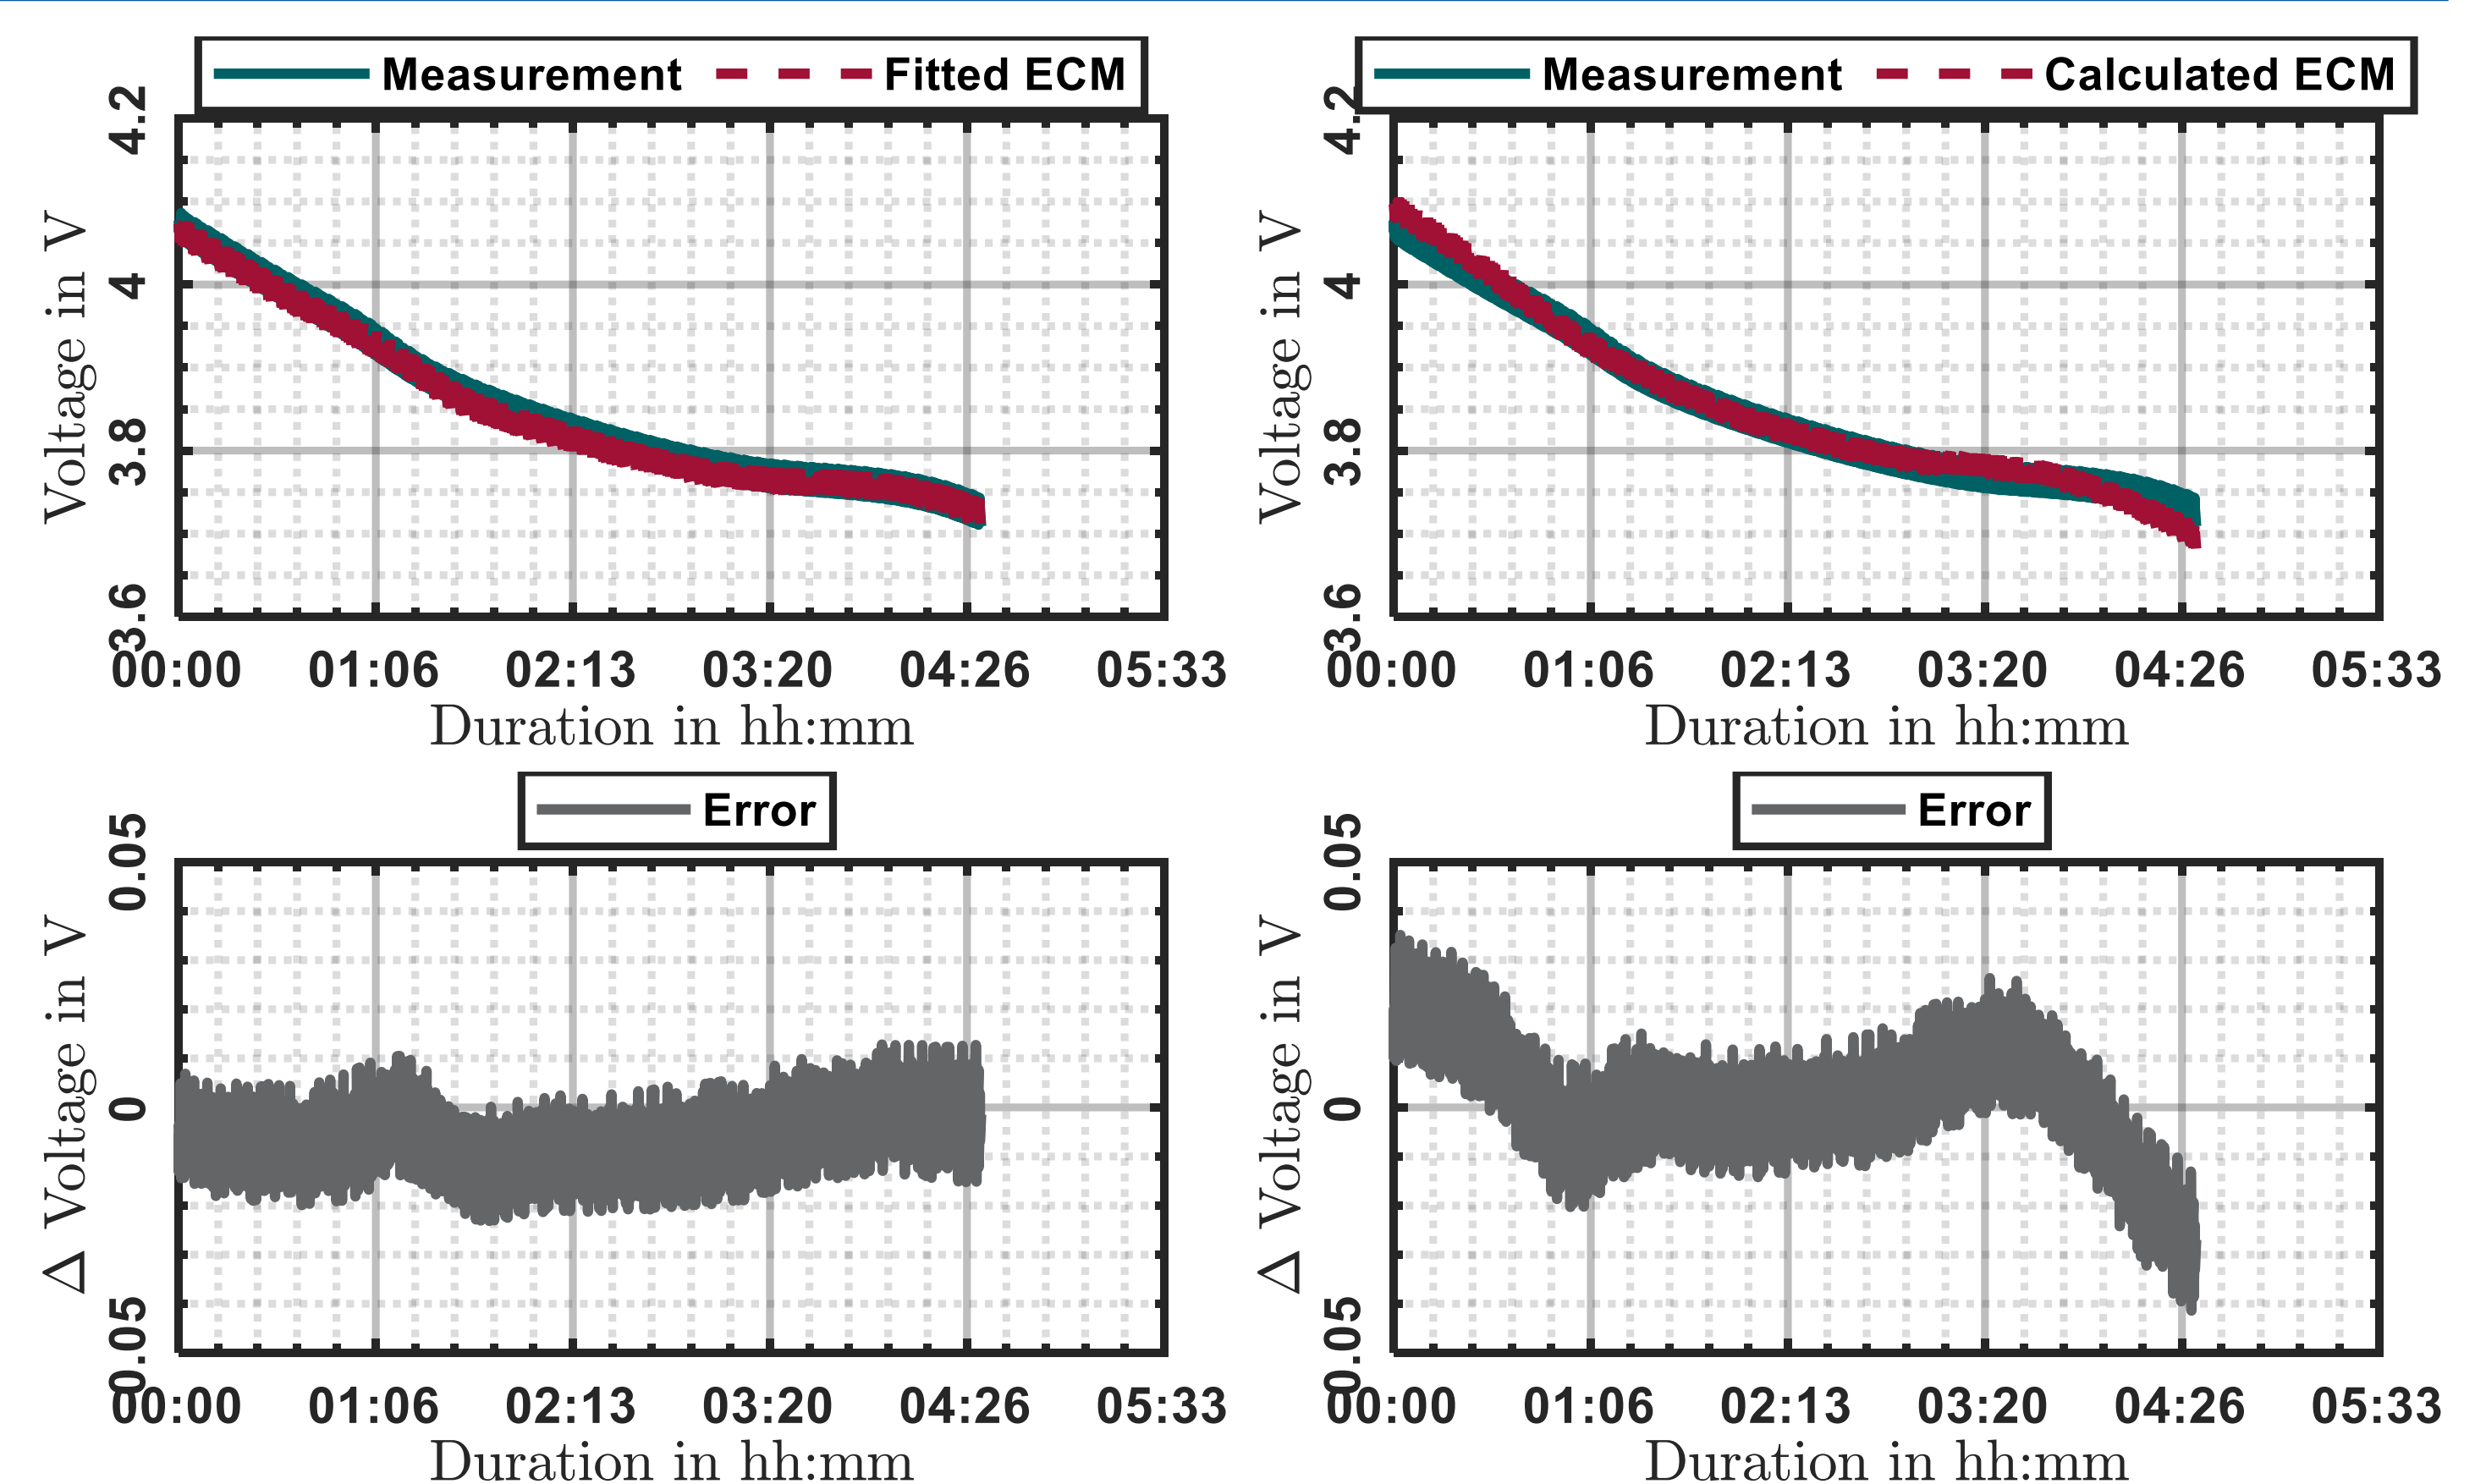 Measurement Fitted ECM
Voltage in V
4.2
4
3.8
3.6
00:00 01:06 02:13 03:20 04:26 05:33
Duration in hh:mm
Measurement Calculated ECM
Voltage in V
4.2
4
3.8
3.6
00:00 01:06 02:13 03:20 04:26 05:33
Duration in hh:mm
Error
Δ Voltage in V
0.05
0
0.05
00:00 01:06 02:13 03:20 04:26 05:33
Duration in hh:mm
Error
Δ Voltage in V
0.05
0
0.05
00:00 01:06 02:13 03:20 04:26 05:33
Duration in hh:mm